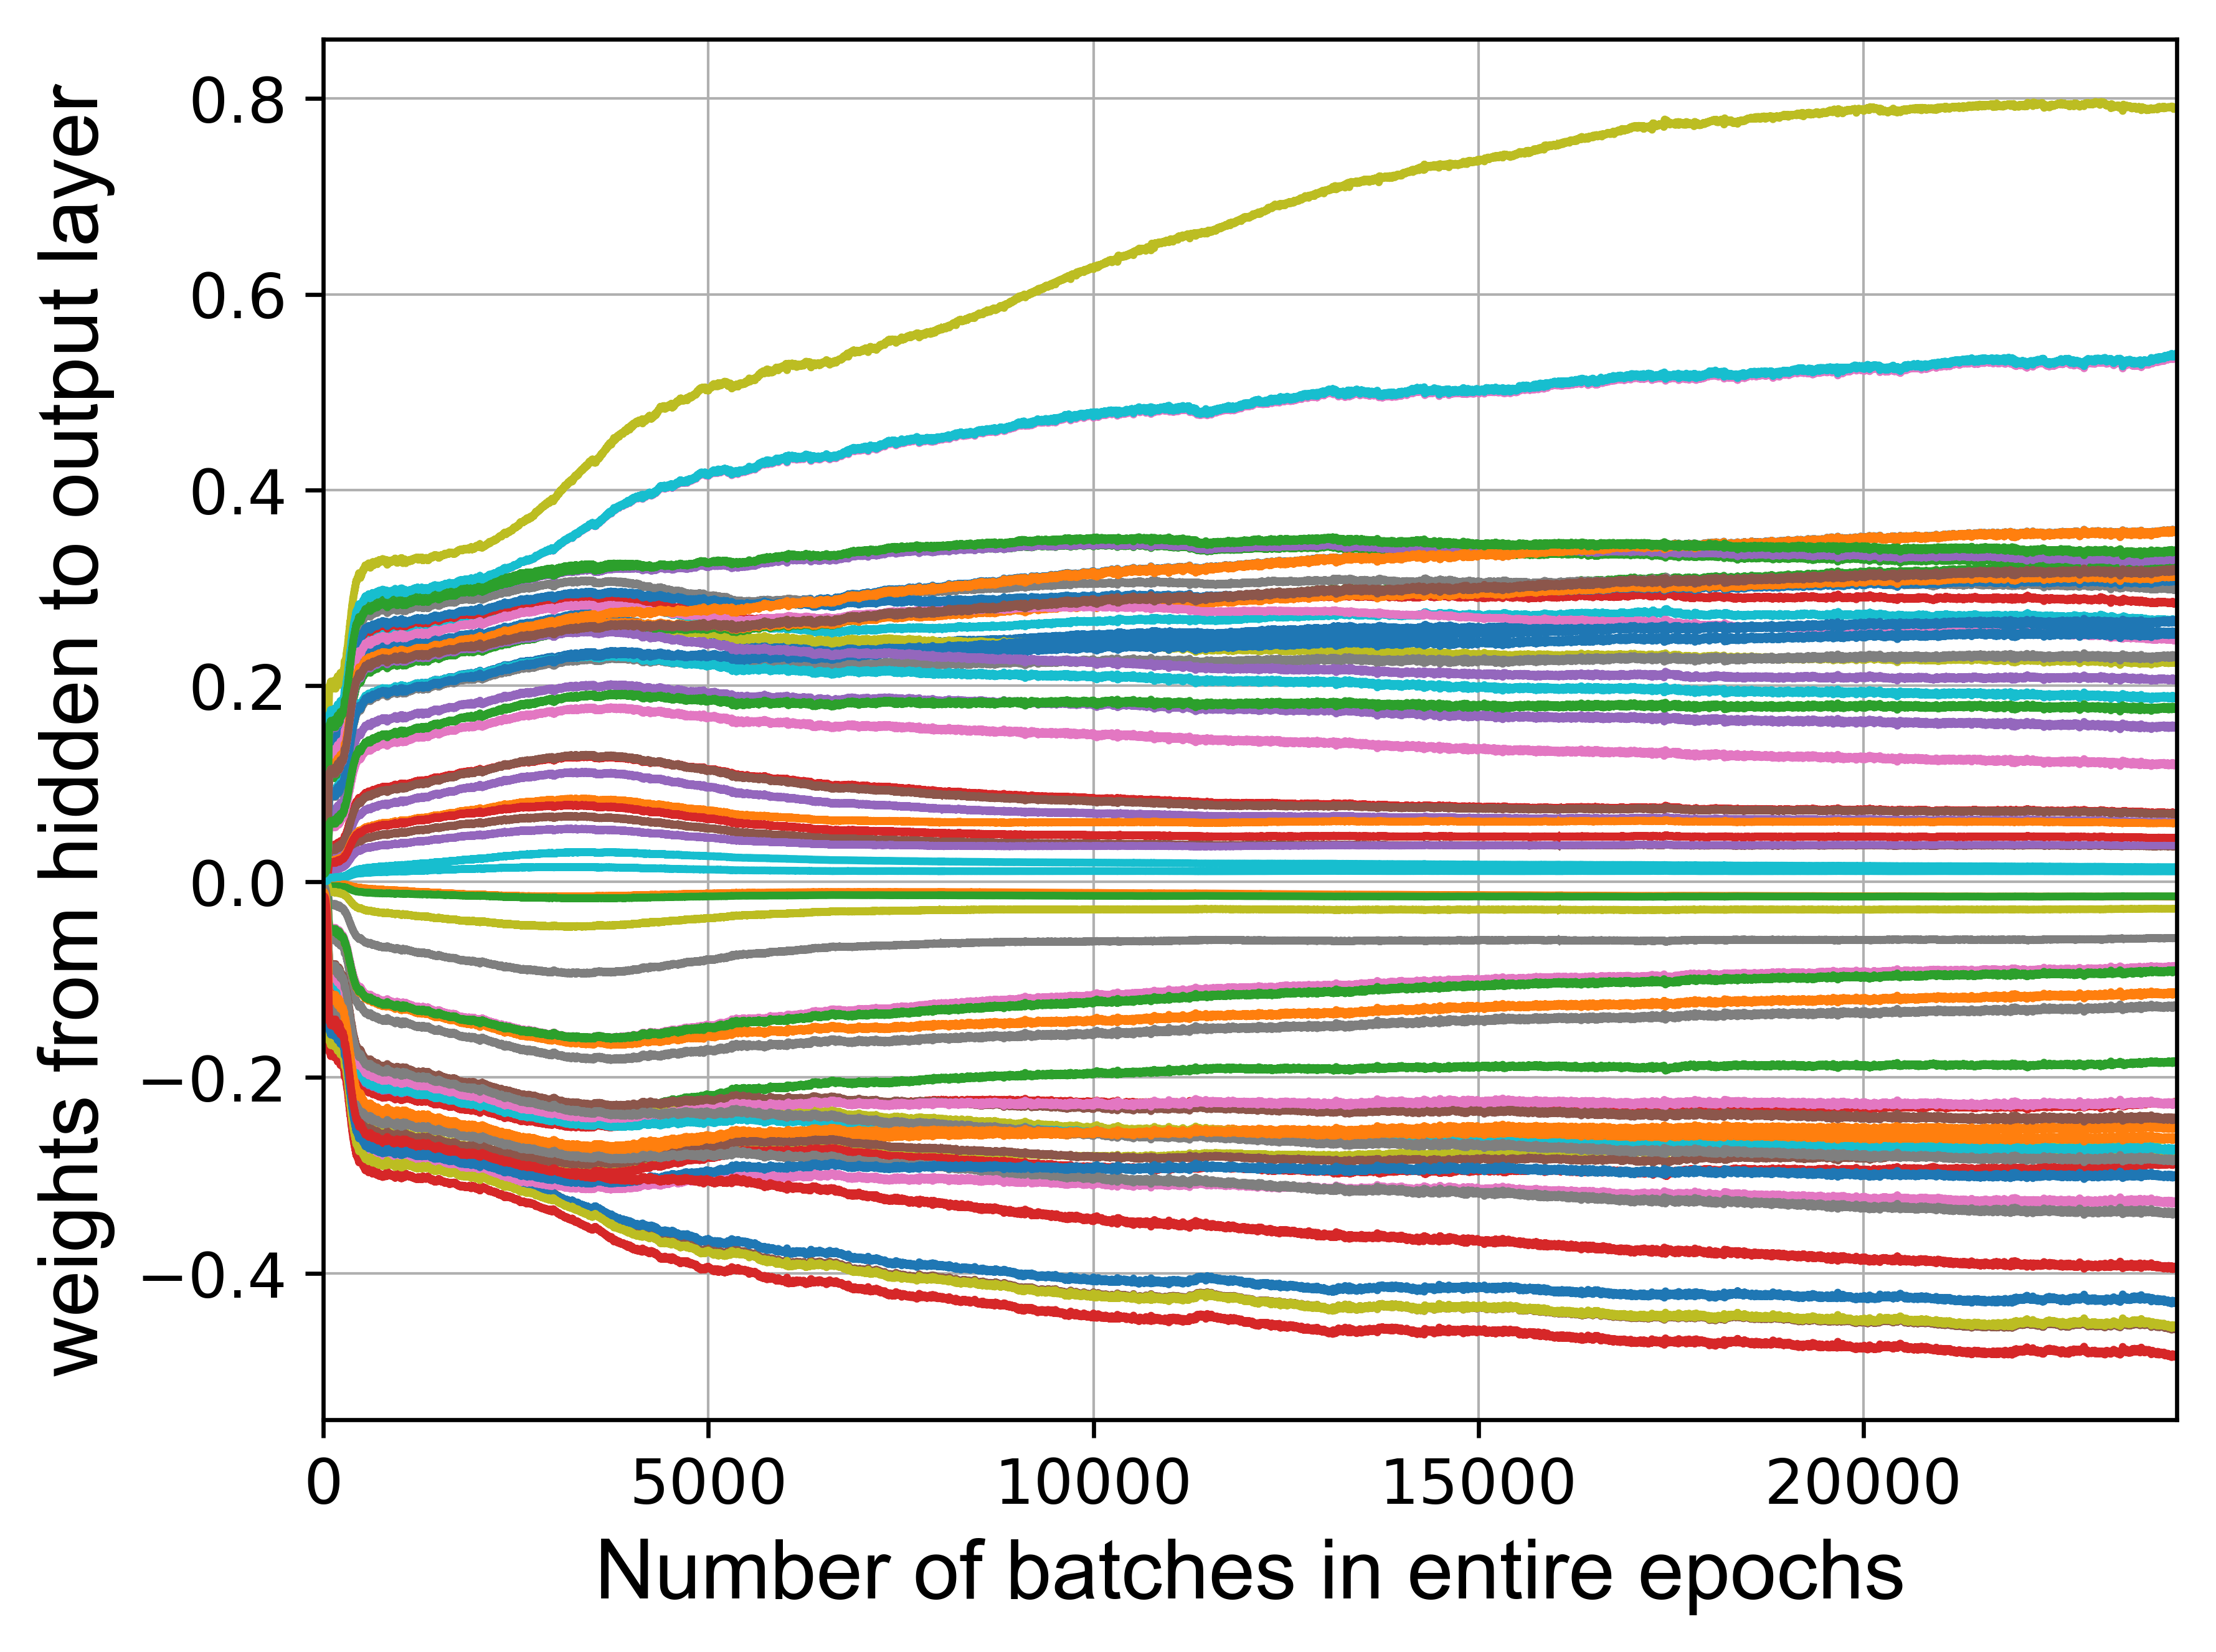 weights from hidden to output layer
0.8
0.6
0.4
0.2
0.0
−0.2
−0.4
0 5000 10000 15000 20000
Number of batches in entire epochs